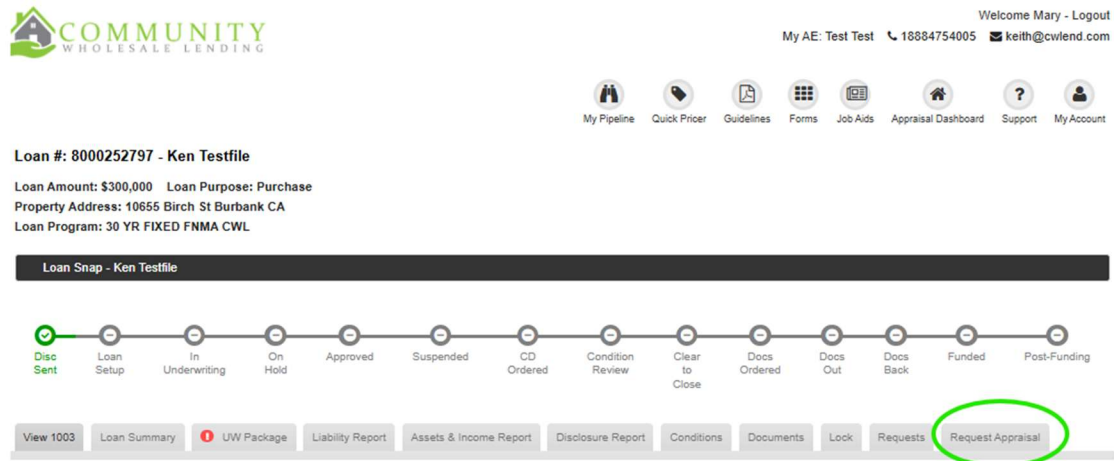 COMMUNITY
WHOLESALE LENDING
Welcome Mary - Logout
My AE: Test Test 18884754005 keith@cwlend.com
My Pipeline Quick Pricer Guidelines Forms Job Aids Appraisal Dashboard Support My Account
Loan #: 8000252797 - Ken Testfile
Loan Amount: $300,000 Loan Purpose: Purchase
Property Address: 10655 Birch St Burbank CA
Loan Program: 30 YR FIXED FNMA CWL
Loan Snap - Ken Testfile
Disc Sent
Loan Setup
In Underwriting
On Hold
Approved
Suspended
CD Ordered
Condition Review
Clear to Close
Docs Ordered
Docs Out
Docs Back
Funded
Post-Funding
View 1003 Loan Summary UW Package Liability Report Assets & Income Report Disclosure Report Conditions Documents Lock Requests Request Appraisal